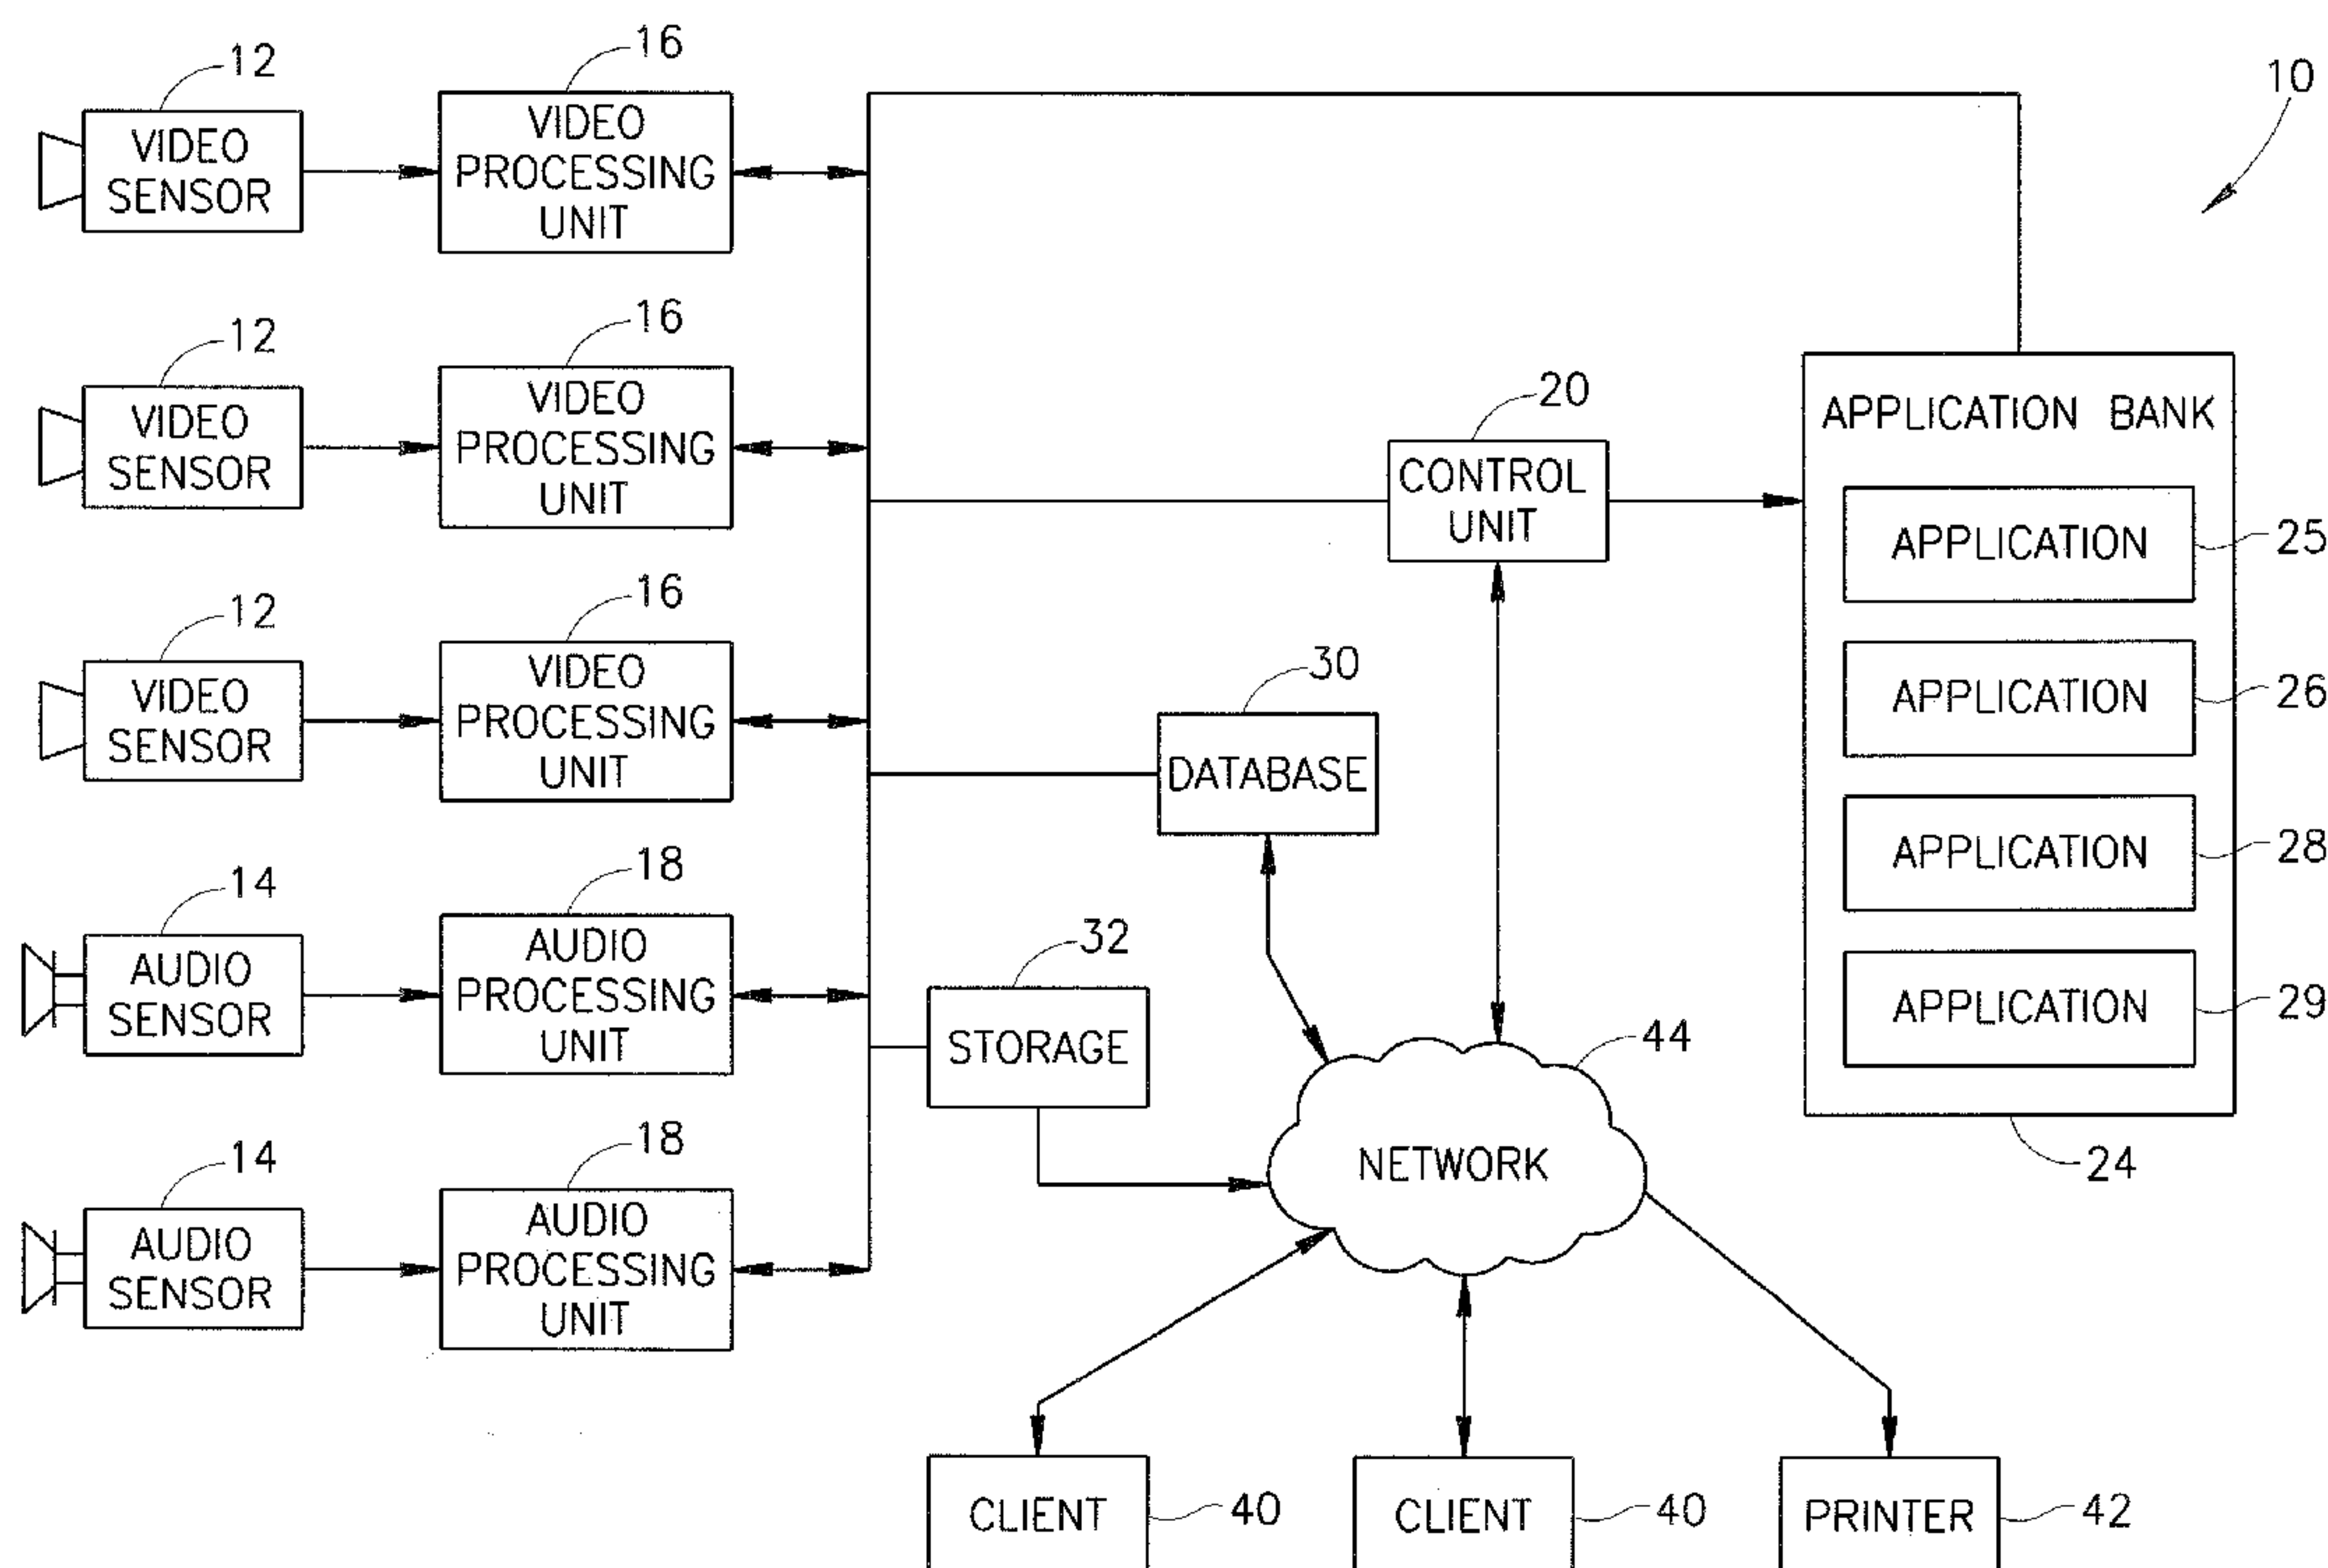 12
VIDEO
SENSOR
16
VIDEO
PROCESSING
UNIT
10
12
VIDEO
SENSOR
16
VIDEO
PROCESSING
UNIT
20
CONTROL
UNIT
APPLICATION BANK
APPLICATION
25
APPLICATION
26
APPLICATION
28
APPLICATION
29
24
12
VIDEO
SENSOR
16
VIDEO
PROCESSING
UNIT
30
DATABASE
14
AUDIO
SENSOR
18
AUDIO
PROCESSING
UNIT
32
STORAGE
44
NETWORK
14
AUDIO
SENSOR
18
AUDIO
PROCESSING
UNIT
CLIENT
40
CLIENT
40
PRINTER
42